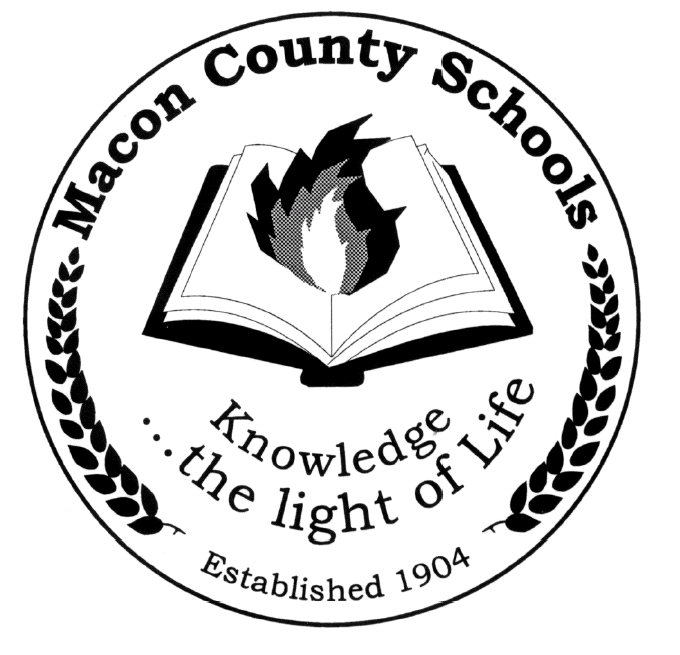 Macon County Schools
Knowledge
...the light of Life
Established 1904